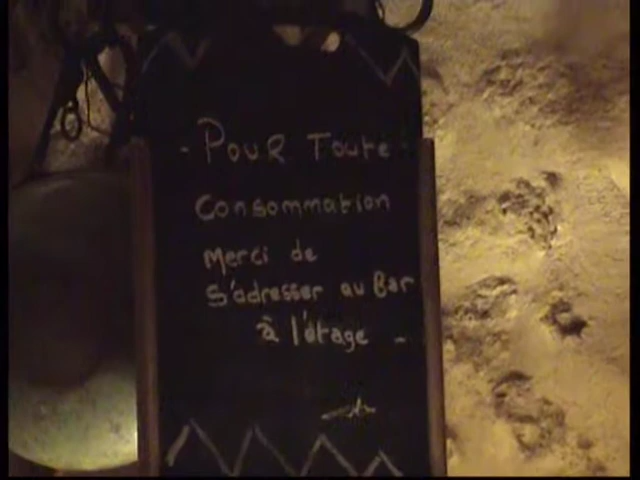 - POUR TOUTE -
Consommation
Merci de
s'adresser au Bar
à l'étage -